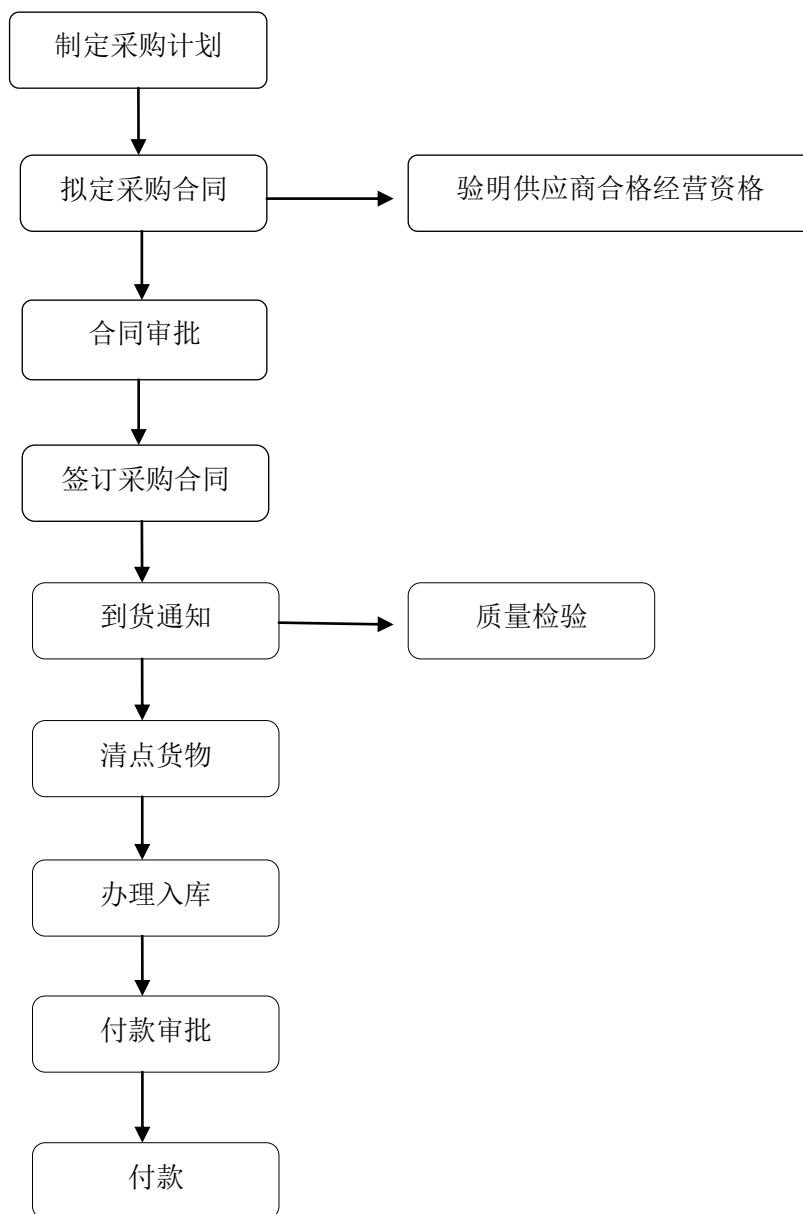 制定采购计划
拟定采购合同
验明供应商合格经营资格
合同审批
签订采购合同
到货通知
质量检验
清点货物
办理入库
付款审批
付款